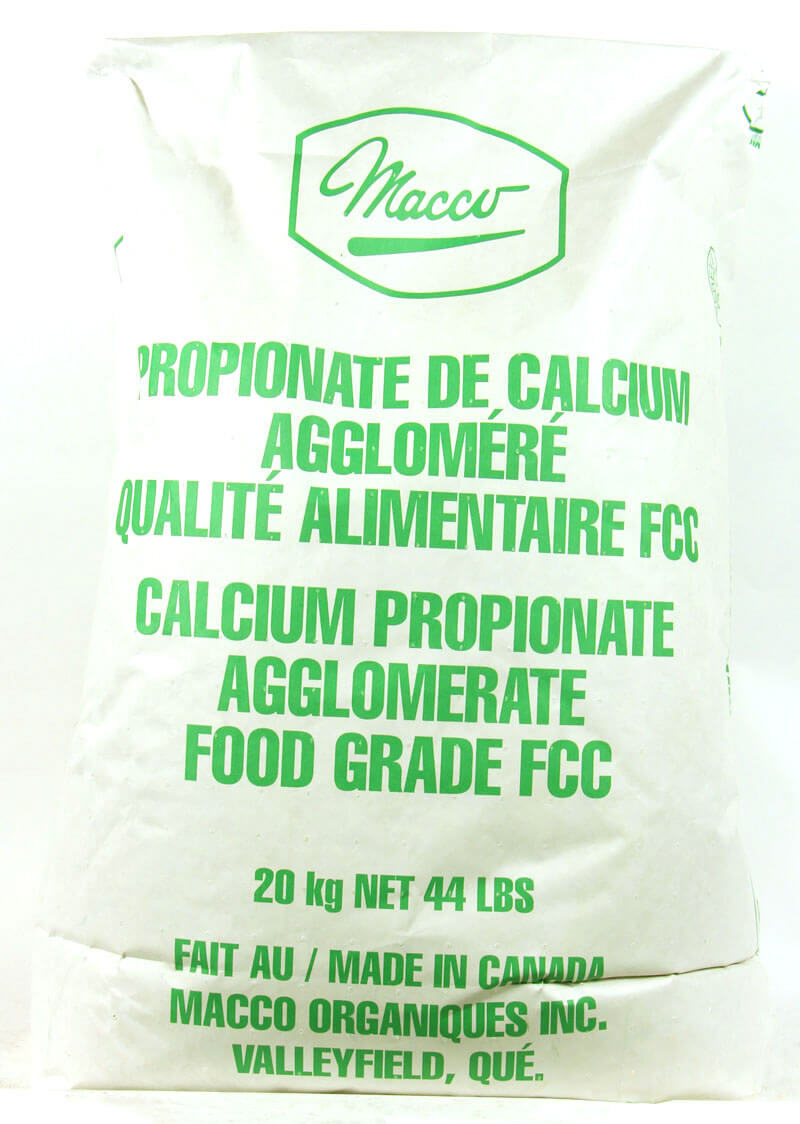 Macco
PROPIONATE DE CALCIUM
AGGLOMÉRÉ
QUALITÉ ALIMENTAIRE FCC
CALCIUM PROPIONATE
AGGLOMERATE
FOOD GRADE FCC
20 kg NET 44 LBS
FAIT AU / MADE IN CANADA
MACCO ORGANIQUES INC.
VALLEYFIELD, QUÉ.